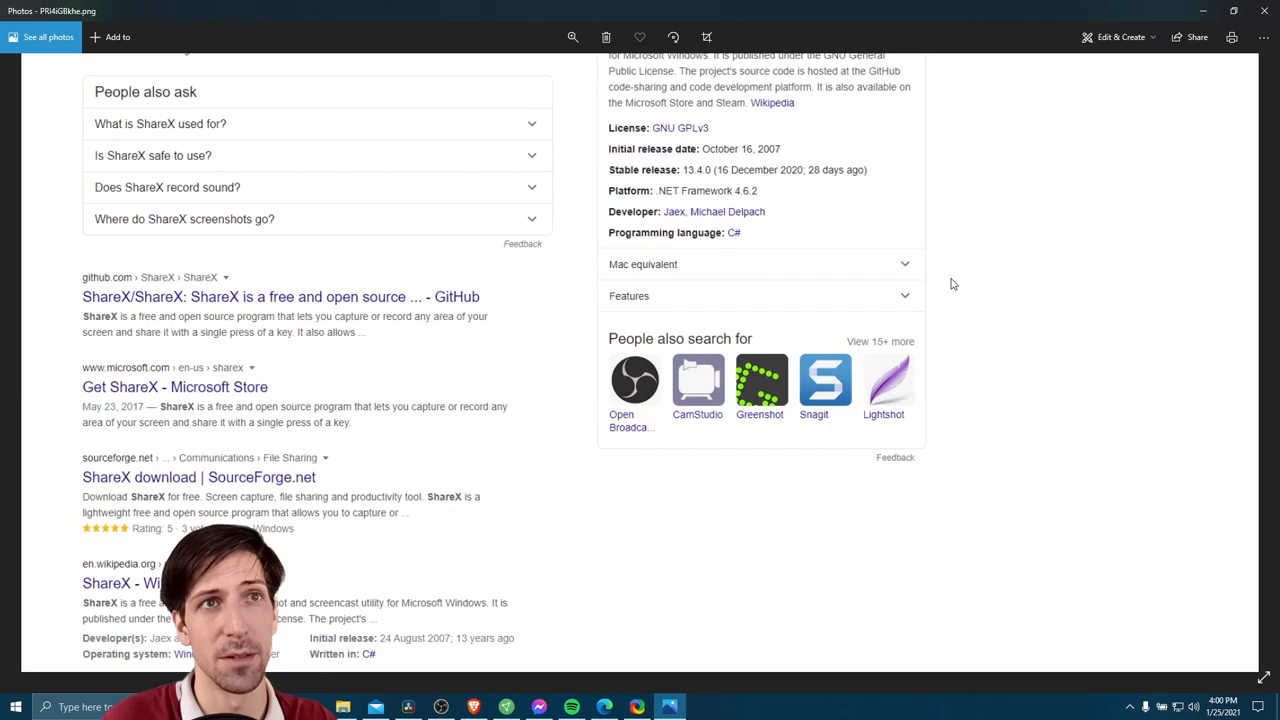 Photos - PRI4iGBkhe.png
See all photos
Add to
Edit & Create
Share
for Microsoft Windows. It is published under the GNU General
Public License. The project's source code is hosted at the GitHub
code-sharing and code development platform. It is also available on
the Microsoft Store and Steam. Wikipedia
License: GNU GPLv3
Initial release date: October 16, 2007
Stable release: 13.4.0 (16 December 2020; 28 days ago)
Platform: .NET Framework 4.6.2
Developer: Jaex, Michael Delpach
Programming language: C#
Mac equivalent
Features
People also search for
View 15+ more
Open
Broadca...
CamStudio
Greenshot
Snagit
Lightshot
Feedback
People also ask
What is ShareX used for?
Is ShareX safe to use?
Does ShareX record sound?
Where do ShareX screenshots go?
Feedback
github.com › ShareX › ShareX
ShareX/ShareX: ShareX is a free and open source ... - GitHub
ShareX is a free and open source program that lets you capture or record any area of your
screen and share it with a single press of a key. It also allows ...
www.microsoft.com › en-us › sharex
Get ShareX - Microsoft Store
May 23, 2017 — ShareX is a free and open source program that lets you capture or record any
area of your screen and share it with a single press of a key.
sourceforge.net › ... › Communications › File Sharing
ShareX download | SourceForge.net
Download ShareX for free. Screen capture, file sharing and productivity tool. ShareX is a
lightweight free and open source program that allows you to capture or ...
Rating: 5 · 3 Windows
en.wikipedia.org ›
ShareX -
ShareX is a free and screencast utility for Microsoft Windows. It is
published under the The project's ...
Developer(s): Jaex Initial release: 24 August 2007; 13 years ago
Operating system: Written in: C#
Type here to
4:00 PM
1/25/2021